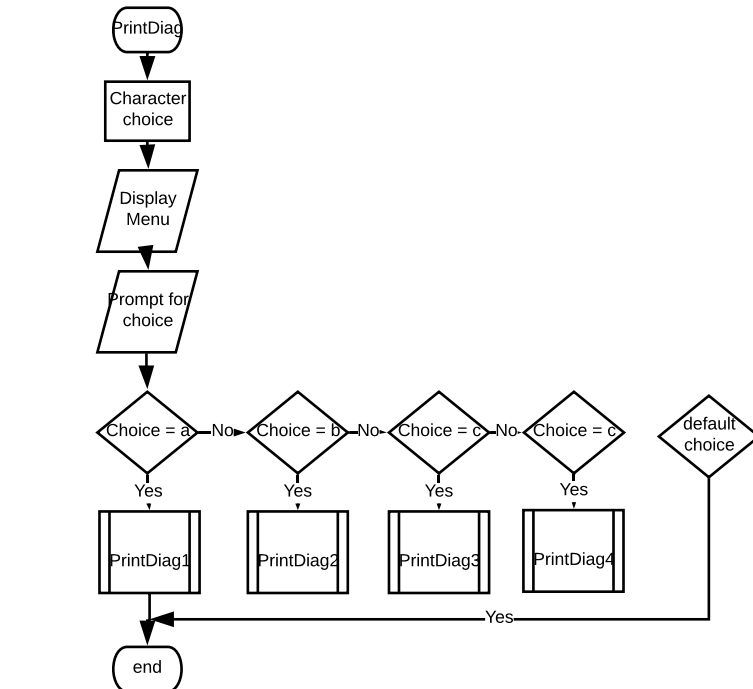 PrintDiag
Character
choice
Display
Menu
Prompt for
choice
Choice = a
No
Choice = b
No
Choice = c
No
Choice = c
default
choice
Yes
Yes
Yes
Yes
PrintDiag1
PrintDiag2
PrintDiag3
PrintDiag4
Yes
end